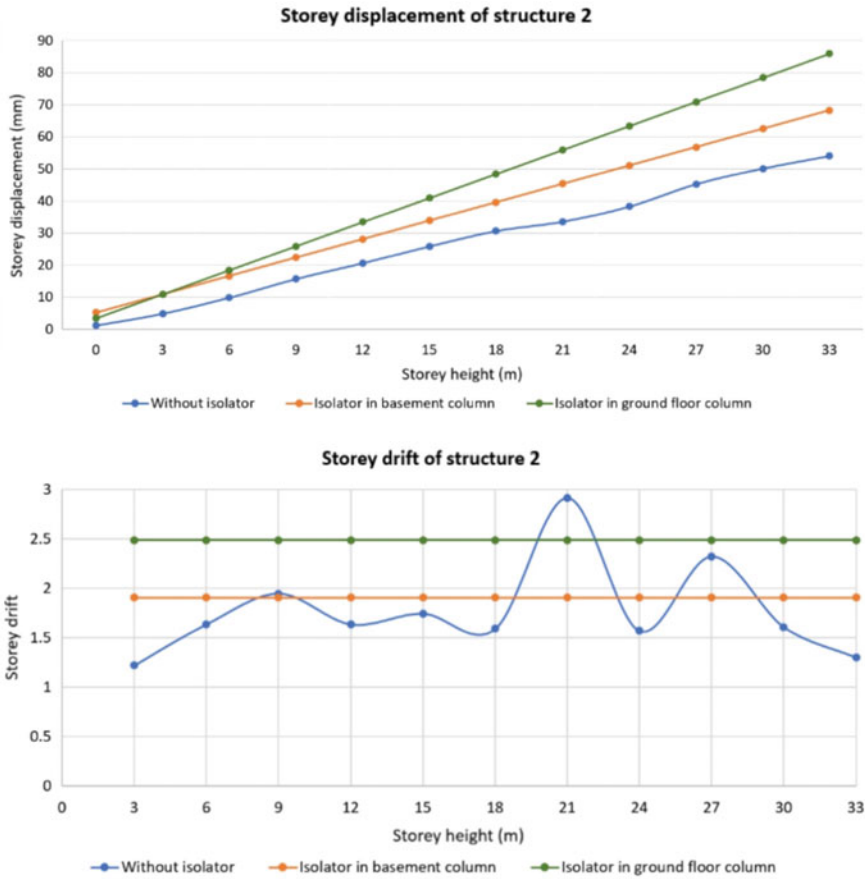 Storey displacement of structure 2
90
80
70
60
50
40
30
20
10
0
Storey displacement (mm)
0 3 6 9 12 15 18 21 24 27 30 33
Storey height (m)
Without isolator Isolator in basement column Isolator in ground floor column
Storey drift of structure 2
3
2.5
2
1.5
1
0.5
0
Storey drift
0 3 6 9 12 15 18 21 24 27 30 33
Storey height (m)
Without isolator Isolator in basement column Isolator in ground floor column